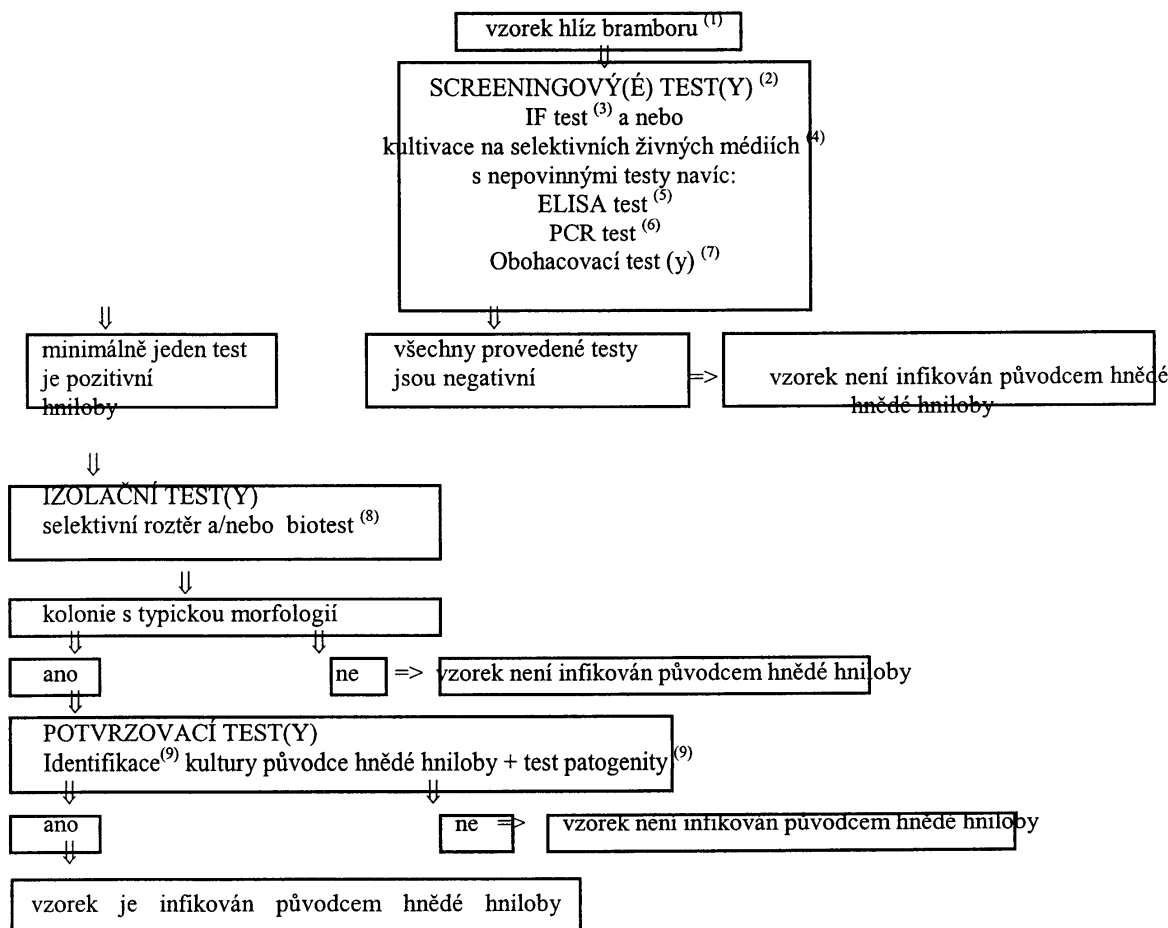 vzorek hlíz bramboru (1)
⇓
SCREENINGOVÝ(É) TEST(Y) (2)
IF test (3) a nebo
kultivace na selektivních živných médiích (4)
s nepovinnými testy navíc:
ELISA test (5)
PCR test (6)
Obohacovací test (y) (7)
⇓ ⇓
minimálně jeden test
je pozitivní
hniloby
všechny provedené testy
jsou negativní
=> vzorek není infikován původcem hnědé
hnědé hniloby
⇓
IZOLAČNÍ TEST(Y)
selektivní roztěr a/nebo biotest (8)
⇓
kolonie s typickou morfologií
⇓ ⇓
ano ne => vzorek není infikován původcem hnědé hniloby
⇓
POTVRZOVACÍ TEST(Y)
Identifikace(9) kultury původce hnědé hniloby + test patogenity (9)
⇓ ⇓
ano ne => vzorek není infikován původcem hnědé hniloby
⇓
vzorek je infikován původcem hnědé hniloby